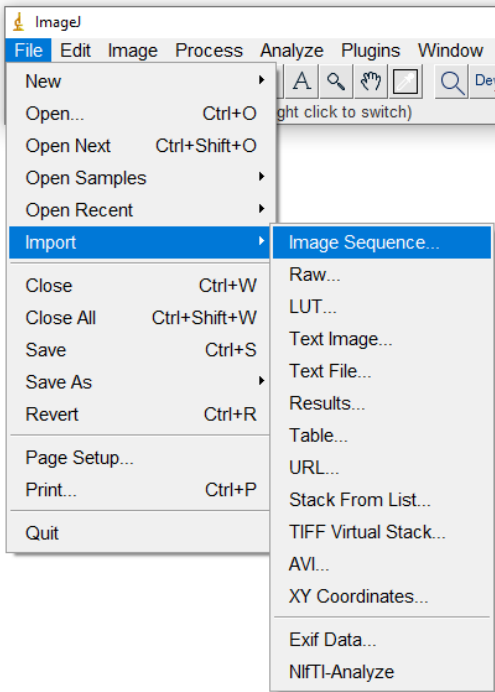 ImageJ
File Edit Image Process Analyze Plugins Window
A Dev
ght click to switch)
New
Open... Ctrl+O
Open Next Ctrl+Shift+O
Open Samples
Open Recent
Import
Close Ctrl+W
Close All Ctrl+Shift+W
Save Ctrl+S
Save As
Revert Ctrl+R
Page Setup...
Print... Ctrl+P
Quit
Image Sequence...
Raw...
LUT...
Text Image...
Text File...
Results...
Table...
URL...
Stack From List...
TIFF Virtual Stack...
AVI...
XY Coordinates...
Exif Data...
NIfTI-Analyze